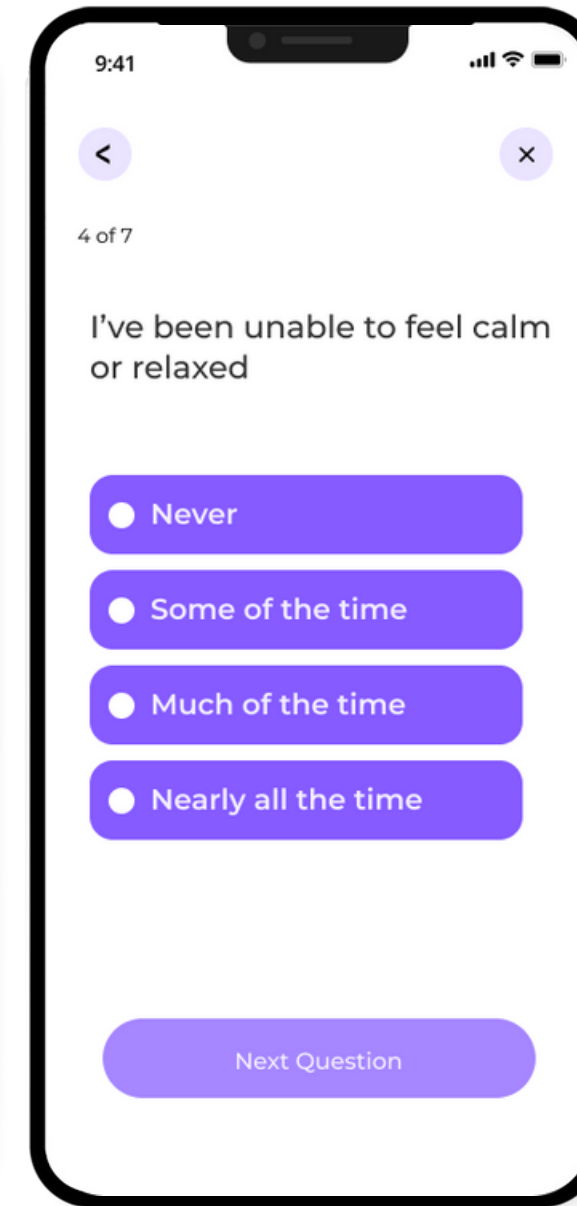 9:41
<
×
4 of 7
I’ve been unable to feel calm
or relaxed
Never
Some of the time
Much of the time
Nearly all the time
Next Question